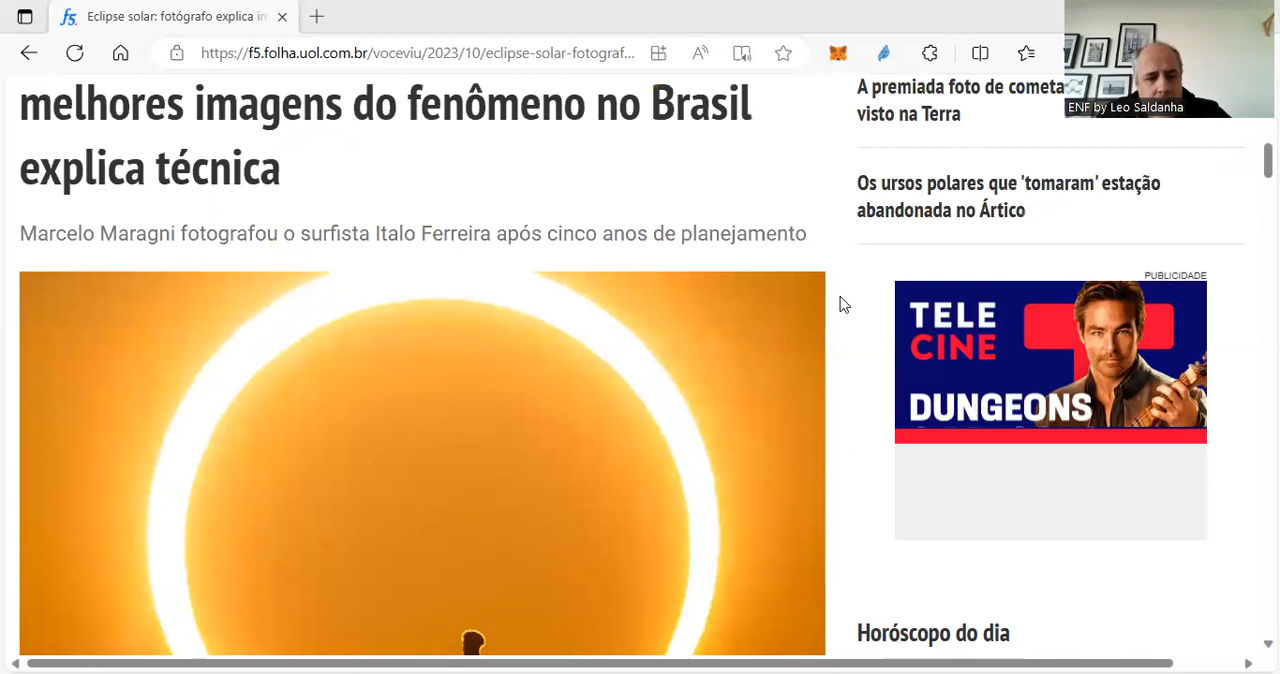 Eclipse solar: fotógrafo explica im
https://f5.folha.uol.com.br/voceviu/2023/10/eclipse-solar-fotograf...
melhores imagens do fenômeno no Brasil
explica técnica
Marcelo Maragni fotografou o surfista Italo Ferreira após cinco anos de planejamento
A premiada foto de cometa
visto na Terra
ENF by Leo Saldanha
Os ursos polares que 'tomaram' estação
abandonada no Ártico
PUBLICIDADE
TELE
CINE
DUNGEONS
Horóscopo do dia